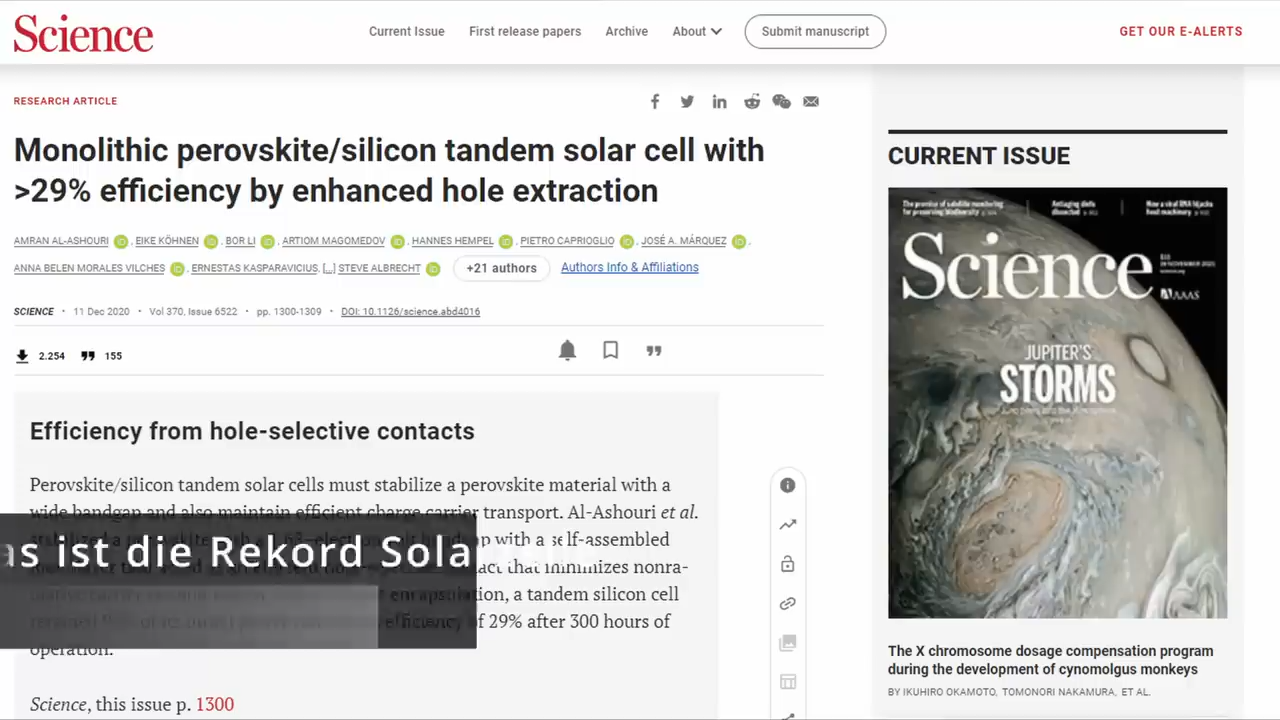 Science
Current Issue First release papers Archive About Submit manuscript GET OUR E-ALERTS
RESEARCH ARTICLE
Monolithic perovskite/silicon tandem solar cell with
>29% efficiency by enhanced hole extraction
AMRAN AL-ASHOURI, EIKE KÖHNEN, BOR LI, ARTIOM MAGOMEDOV, HANNES HEMPEL, PIETRO CAPRIOGLIO, JOSÉ A. MÁRQUEZ,
ANNA BELEN MORALES VILCHES, ERNESTAS KASPARAVICIUS, [...] STEVE ALBRECHT +21 authors Authors Info & Affiliations
SCIENCE · 11 Dec 2020 · Vol 370, Issue 6522 · pp. 1300-1309 · DOI: 10.1126/science.abd4016
2.254 155
Efficiency from hole-selective contacts
Perovskite/silicon tandem solar cells must stabilize a perovskite material with a
wide bandgap and also maintain efficient charge carrier transport. Al-Ashouri et al.
with a self-assembled
that minimizes nonra-
encapsulation, a tandem silicon cell
efficiency of 29% after 300 hours of
operation.
as ist die Rekord Sola
Science, this issue p. 1300
CURRENT ISSUE
Science
AAAS
JUPITER'S
STORMS
The X chromosome dosage compensation program
during the development of cynomolgus monkeys
BY IKUHIRO OKAMOTO, TOMONORI NAKAMURA, ET AL.